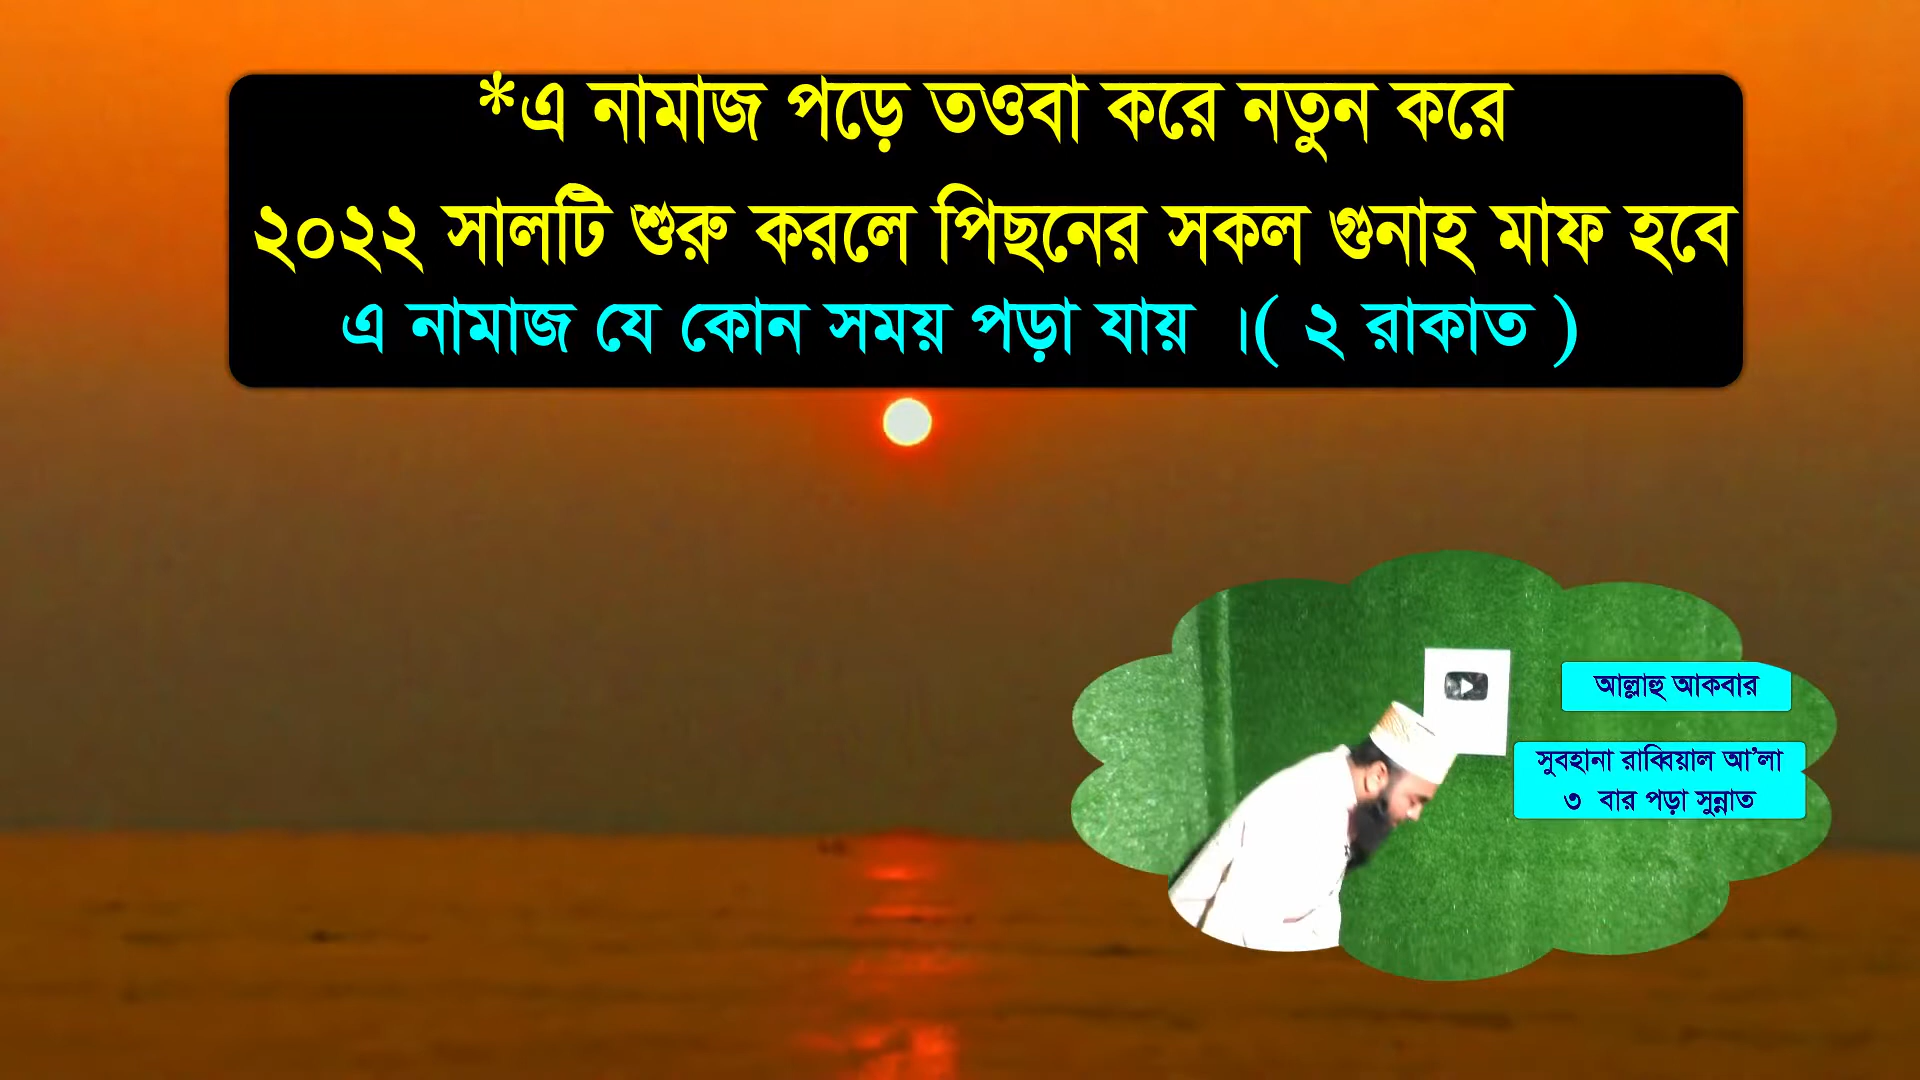 *এ নামাজ পড়ে তওবা করে নতুন করে
২০২২ সালটি শুরু করলে পিছনের সকল গুনাহ মাফ হবে
এ নামাজ যে কোন সময় পড়া যায় ।( ২ রাকাত )
আল্লাহু আকবার
সুবহানা রাব্বিয়াল আ’লা
৩ বার পড়া সুন্নাত